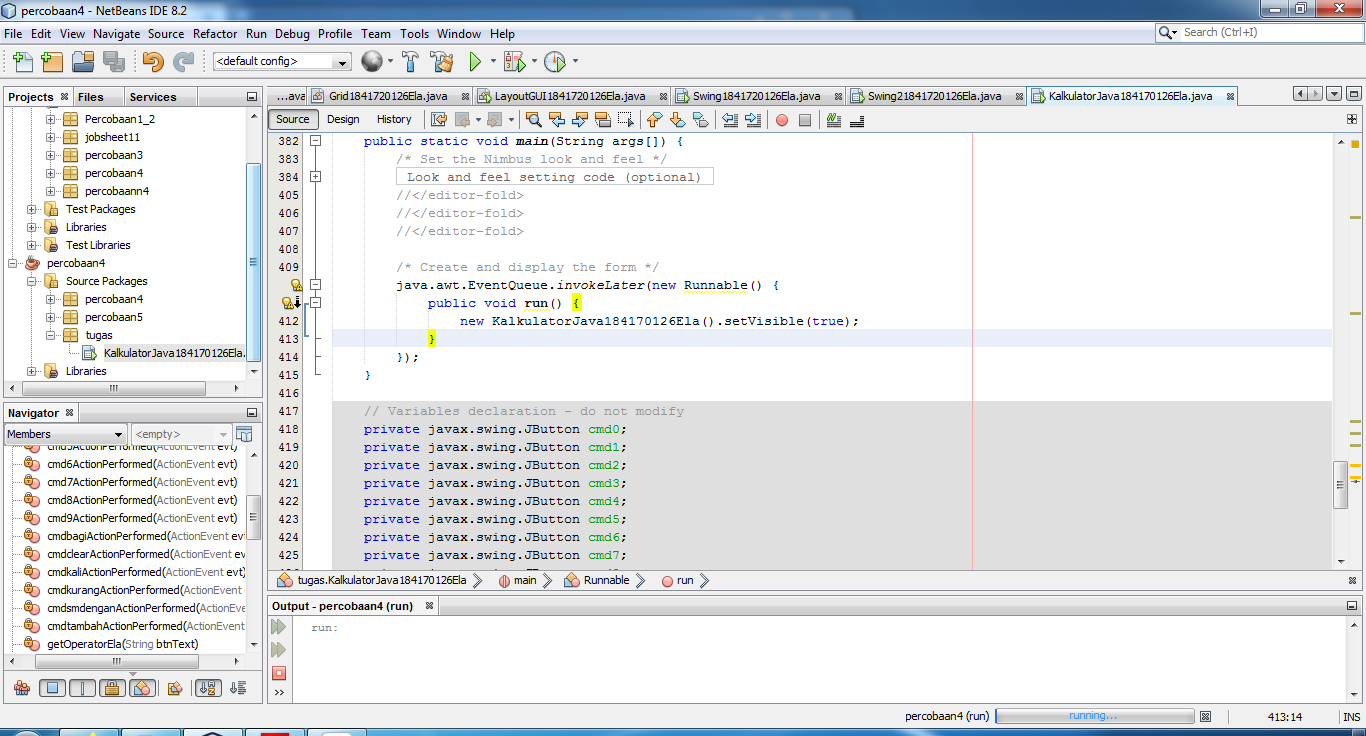 percobaan4 - NetBeans IDE 8.2
File Edit View Navigate Source Refactor Run Debug Profile Team Tools Window Help
Search (Ctrl+I)
<default config>
Projects Files Services
...ava Grid1841720126Ela.java LayoutGUI1841720126Ela.java Swing1841720126Ela.java Swing21841720126Ela.java KalkulatorJava184170126Ela.java
Source Design History
Percobaan1_2
jobsheet11
percobaan3
percobaan4
percobaann4
Test Packages
Libraries
Test Libraries
percobaan4
Source Packages
percobaan4
percobaan5
tugas
KalkulatorJava184170126Ela.
Libraries
Navigator
Members <empty>
cmd5ActionPerformed(ActionEvent evt)
cmd6ActionPerformed(ActionEvent evt)
cmd7ActionPerformed(ActionEvent evt)
cmd8ActionPerformed(ActionEvent evt)
cmd9ActionPerformed(ActionEvent evt)
cmdbagiActionPerformed(ActionEvent ev
cmdclearActionPerformed(ActionEvent ev
cmdkaliActionPerformed(ActionEvent evt)
cmdkurangActionPerformed(ActionEvent
cmdsmdenganActionPerformed(ActionEve
cmdtambahActionPerformed(ActionEvent
getOperatorEla(String btnText)
382 public static void main(String args[]) {
383 /* Set the Nimbus look and feel */
384 Look and feel setting code (optional)
405 //</editor-fold>
406 //</editor-fold>
407 //</editor-fold>
408
409 /* Create and display the form */
java.awt.EventQueue.invokeLater(new Runnable() {
public void run() {
412 new KalkulatorJava184170126Ela().setVisible(true);
413 }
414 });
415 }
416
417 // Variables declaration - do not modify
418 private javax.swing.JButton cmd0;
419 private javax.swing.JButton cmd1;
420 private javax.swing.JButton cmd2;
421 private javax.swing.JButton cmd3;
422 private javax.swing.JButton cmd4;
423 private javax.swing.JButton cmd5;
424 private javax.swing.JButton cmd6;
425 private javax.swing.JButton cmd7;
tugas.KalkulatorJava184170126Ela main Runnable run
Output - percobaan4 (run)
run:
percobaan4 (run) running... 413:14 INS